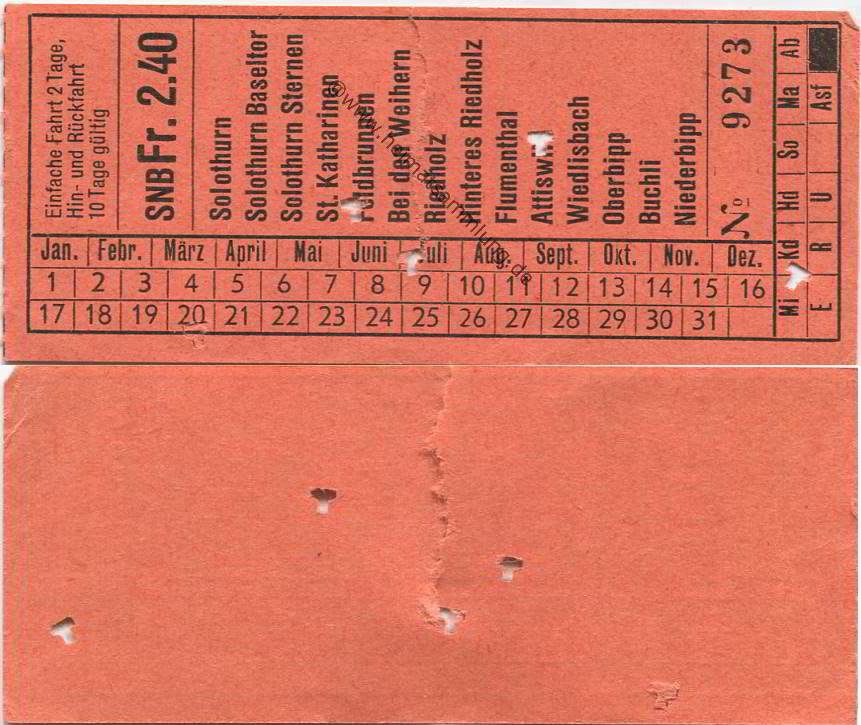 Einfache Fahrt 2 Tage,
Hin- und Rückfahrt
10 Tage gültig
SNB Fr. 2.40
Solothurn
Solothurn Baseltor
Solothurn Sternen
St. Katharinen
Feldbrunnen
Bei den Weihern
Riedholz
Hinteres Riedholz
Flumenthal
Attiswil
Wiedlisbach
Oberbipp
Buchli
Niederbipp
№ 9273
Jan. Febr. März April Mai Juni Juli Aug. Sept. Okt. Nov. Dez.
1 2 3 4 5 6 7 8 9 10 11 12 13 14 15 16
17 18 19 20 21 22 23 24 25 26 27 28 29 30 31
Mi Kd Hd So Ma Ab
E R U Asf
©www.heimatsammlung.de